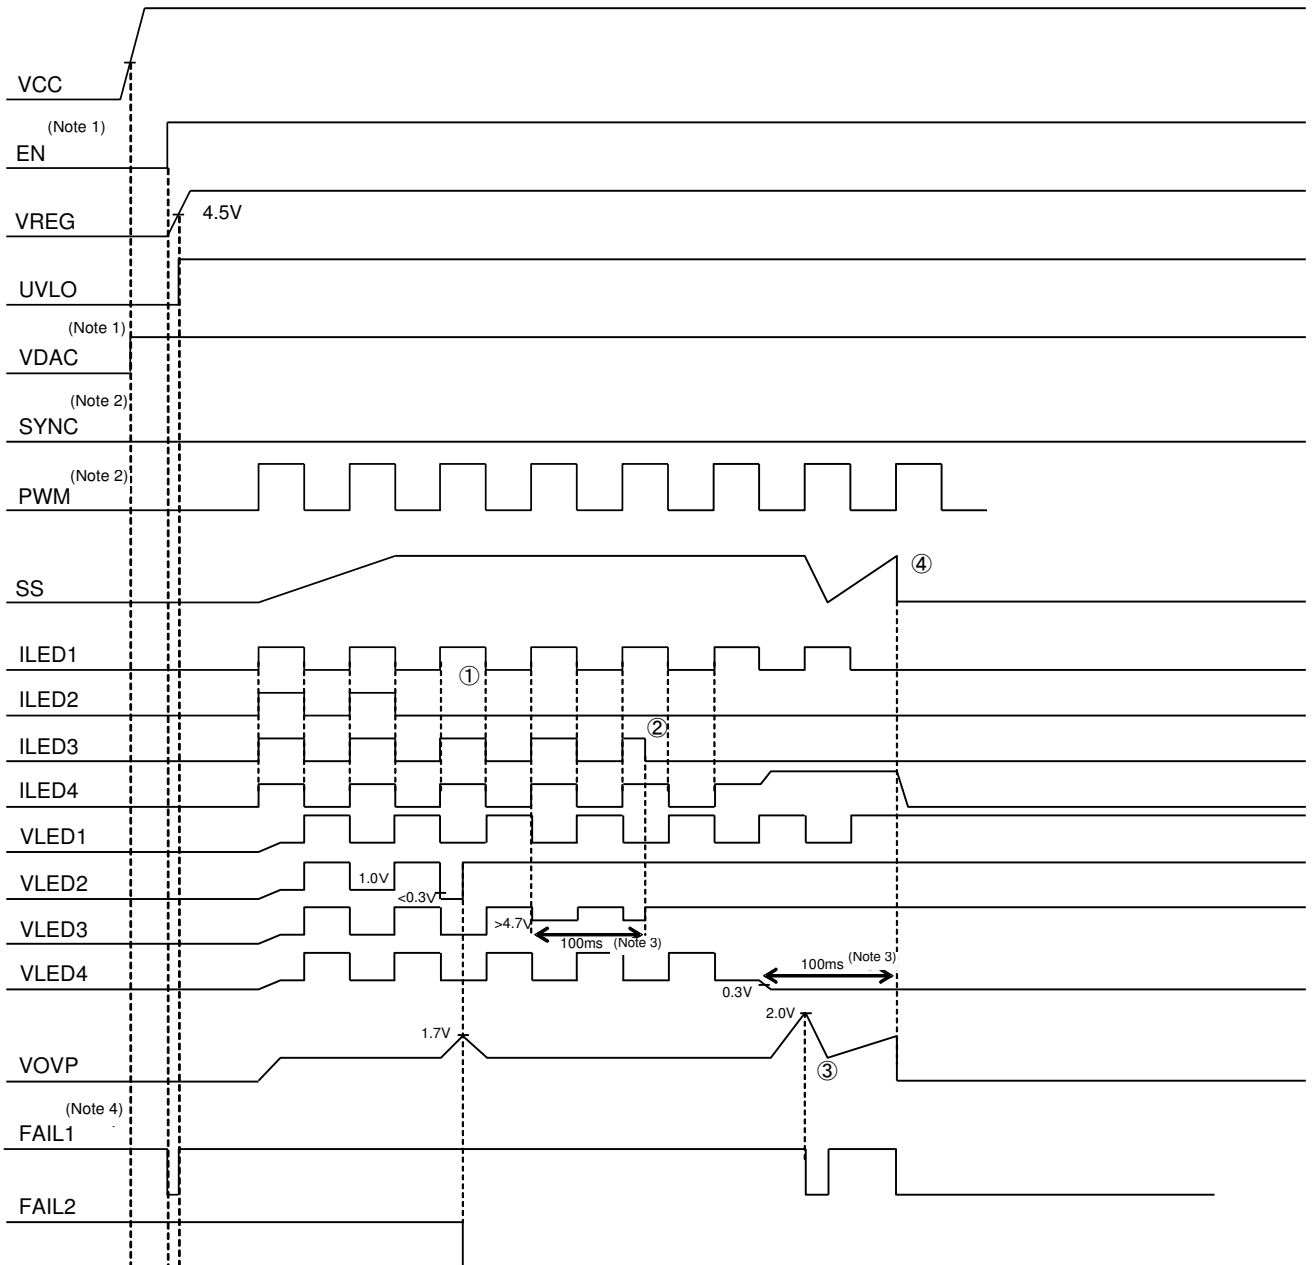 VCC
(Note 1)
EN
VREG
4.5V
UVLO
(Note 1)
VDAC
(Note 2)
SYNC
(Note 2)
PWM
SS
④
ILED1
①
ILED2
②
ILED3
ILED4
VLED1
VLED2
1.0V
<0.3V
VLED3
>4.7V
100ms (Note 3)
VLED4
100ms (Note 3)
0.3V
2.0V
1.7V
VOVP
③
(Note 4)
FAIL1
FAIL2